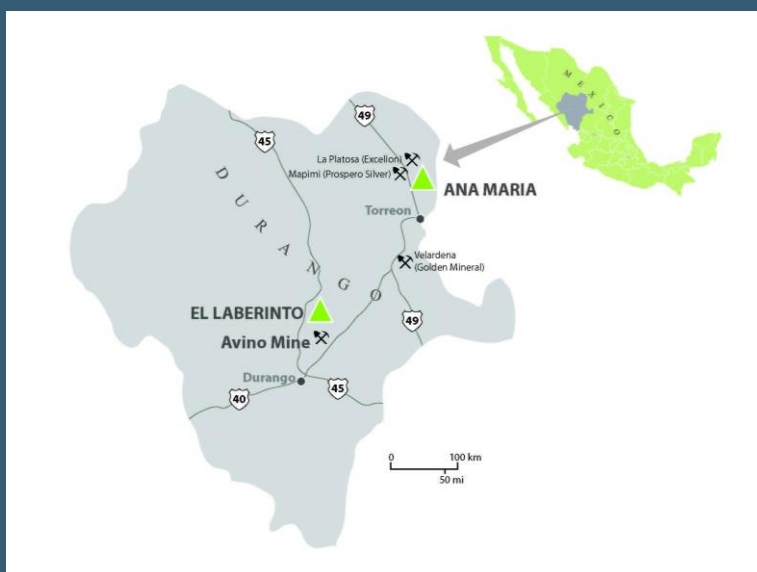 MEXICO
49
45
La Platosa (Excellon)
Mapimi (Prospero Silver)
ANA MARIA
DURANGO
Torreon
Velardena
(Golden Mineral)
EL LABERINTO
49
Avino Mine
Durango
45
40
0 100 km
50 mi